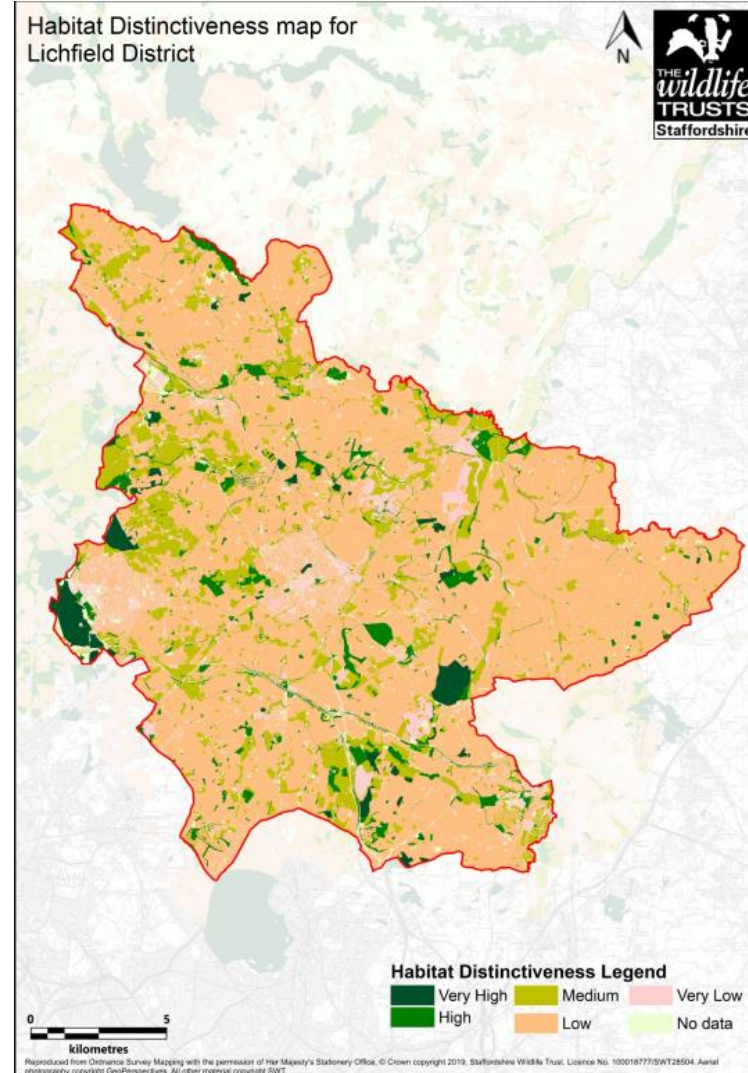 Habitat Distinctiveness map for
Lichfield District
N
THE
wildlife
TRUSTS
Staffordshire
Habitat Distinctiveness Legend
Very High
Medium
Very Low
High
Low
No data
0
5
kilometres
Reproduced from Ordnance Survey Mapping with the permission of Her Majesty's Stationery Office, © Crown copyright 2019, Staffordshire Wildlife Trust. Licence No. 100018777/SWT28504. Aerial
photography copyright GeoPerspectives. All other material copyright SWT.